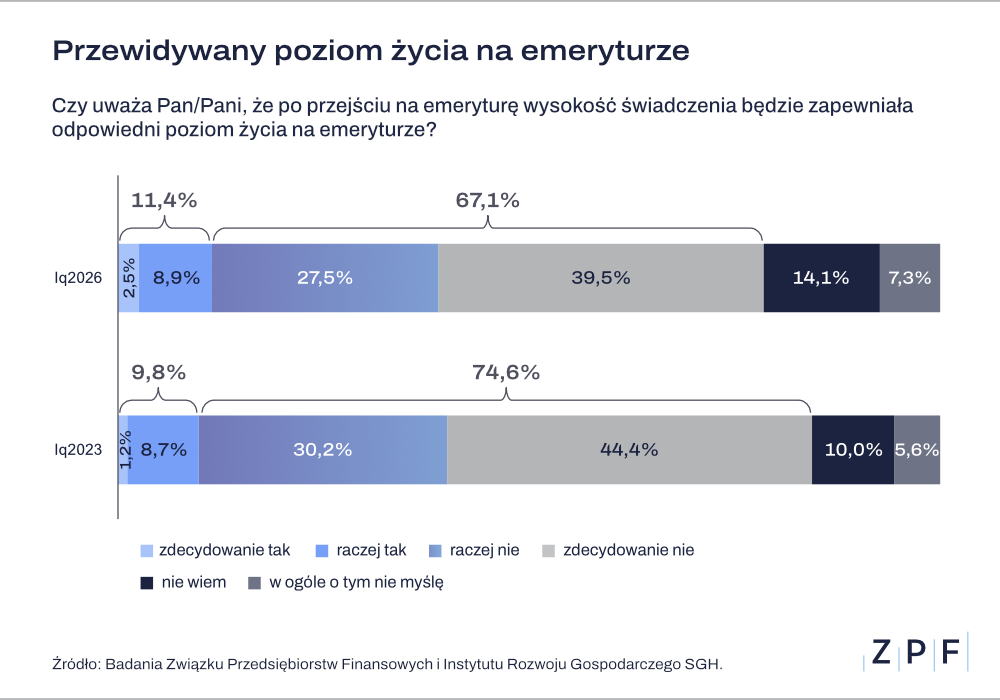 Przewidywany poziom życia na emeryturze
Czy uważa Pan/Pani, że po przejściu na emeryturę wysokość świadczenia będzie zapewniała
odpowiedni poziom życia na emeryturze?
11,4% 67,1%
Iq2026 2,5% 8,9% 27,5% 39,5% 14,1% 7,3%
9,8% 74,6%
Iq2023 1,2% 8,7% 30,2% 44,4% 10,0% 5,6%
zdecydowanie tak raczej tak raczej nie zdecydowanie nie
nie wiem w ogóle o tym nie myślę
Źródło: Badania Związku Przedsiębiorstw Finansowych i Instytutu Rozwoju Gospodarczego SGH.
ZPF